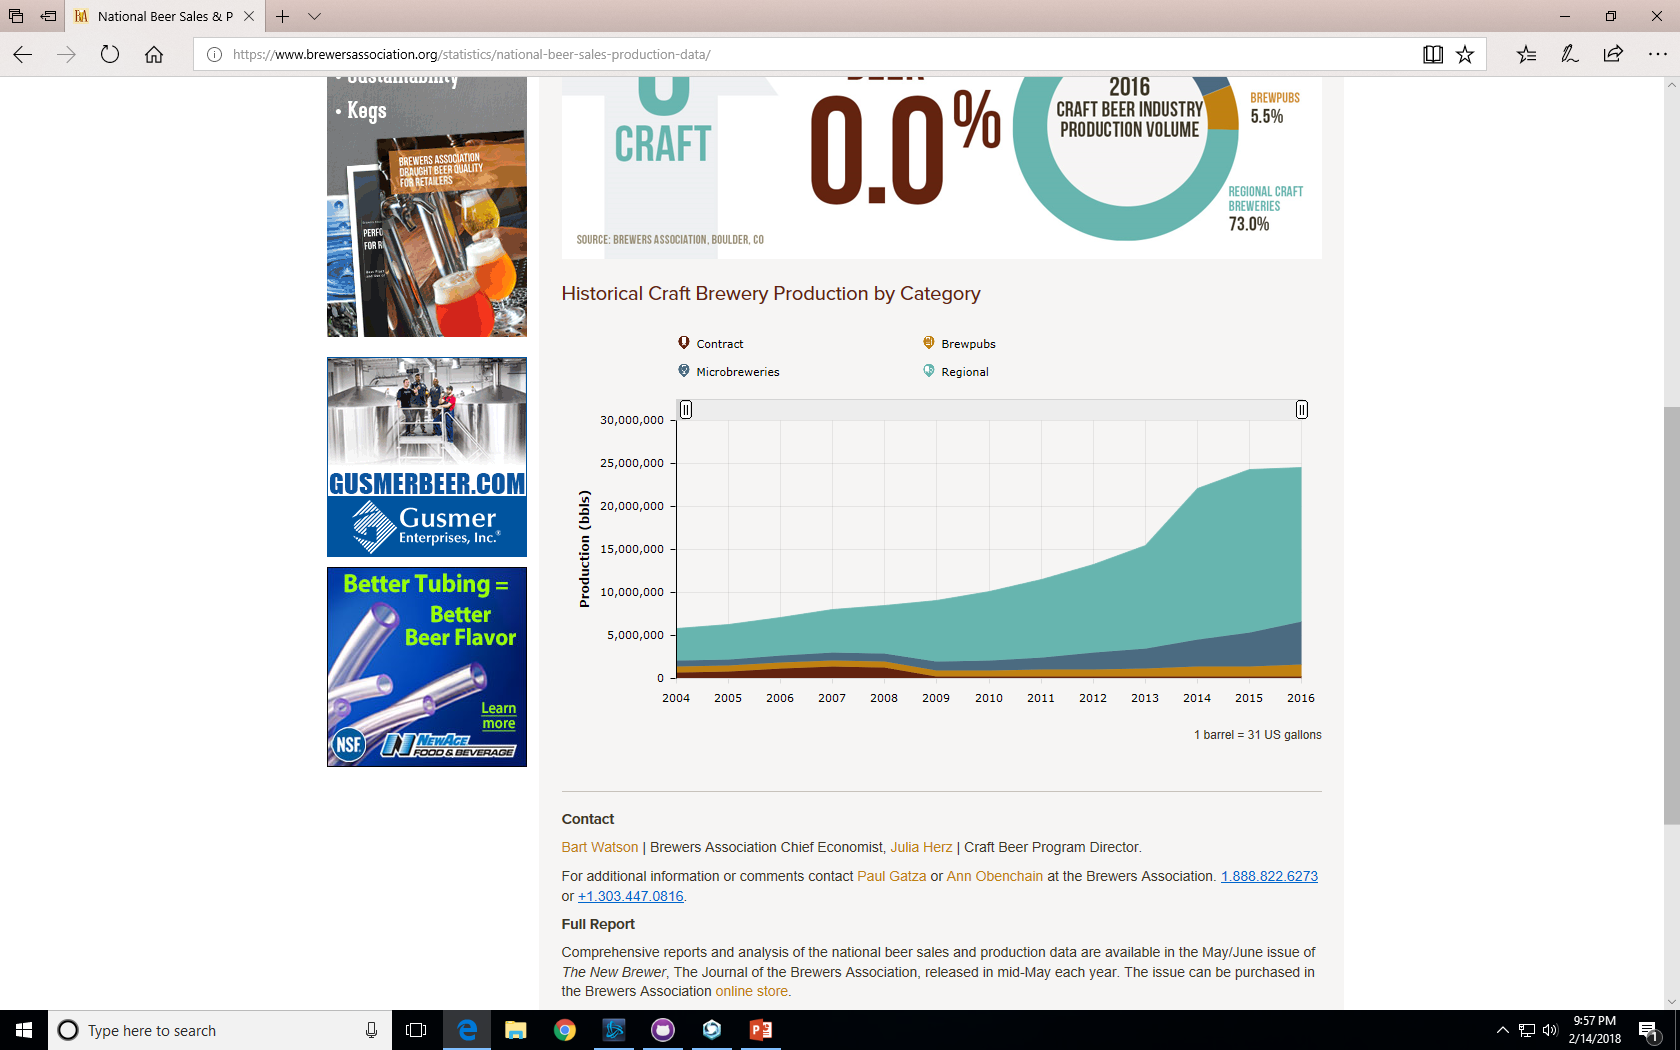 National Beer Sales & P
https://www.brewersassociation.org/statistics/national-beer-sales-production-data/
• Sustainability
• Kegs
BREWERS ASSOCIATION
DRAUGHT BEER QUALITY
FOR RETAILERS
GUSMERBEER.COM
Gusmer
Enterprises, Inc.®
Better Tubing =
Better
Beer Flavor
Learn
more
NSF
NEWAGE
FOOD & BEVERAGE
CRAFT
BEER
0.0%
SOURCE: BREWERS ASSOCIATION, BOULDER, CO
2016
CRAFT BEER INDUSTRY
PRODUCTION VOLUME
BREWPUBS
5.5%
REGIONAL CRAFT
BREWERIES
73.0%
Historical Craft Brewery Production by Category
Contract
Brewpubs
Microbreweries
Regional
Production (bbls)
30,000,000
25,000,000
20,000,000
15,000,000
10,000,000
5,000,000
0
2004 2005 2006 2007 2008 2009 2010 2011 2012 2013 2014 2015 2016
1 barrel = 31 US gallons
Contact
Bart Watson | Brewers Association Chief Economist, Julia Herz | Craft Beer Program Director.
For additional information or comments contact Paul Gatza or Ann Obenchain at the Brewers Association. 1.888.822.6273
or +1.303.447.0816.
Full Report
Comprehensive reports and analysis of the national beer sales and production data are available in the May/June issue of
The New Brewer, The Journal of the Brewers Association, released in mid-May each year. The issue can be purchased in
the Brewers Association online store.
Type here to search
9:57 PM
2/14/2018
1